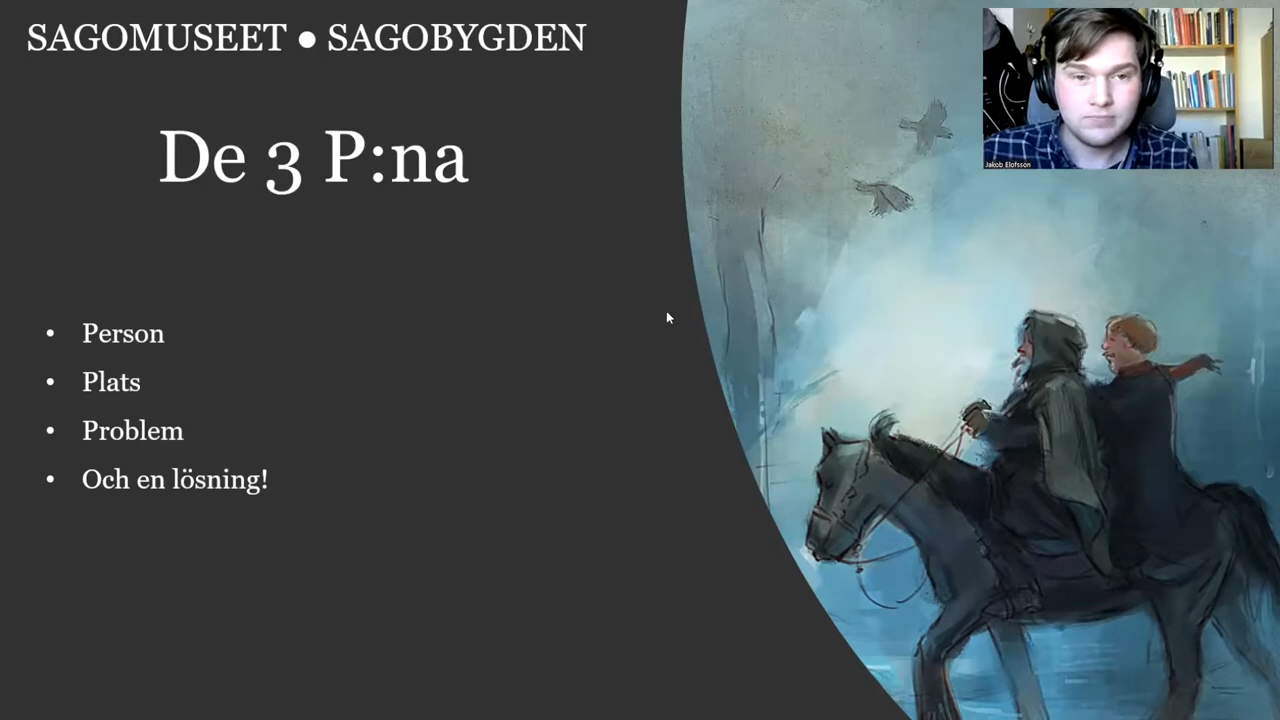 SAGOMUSEET ● SAGOBYGDEN
De 3 P:na
• Person
• Plats
• Problem
• Och en lösning!
Jakob Elofsson